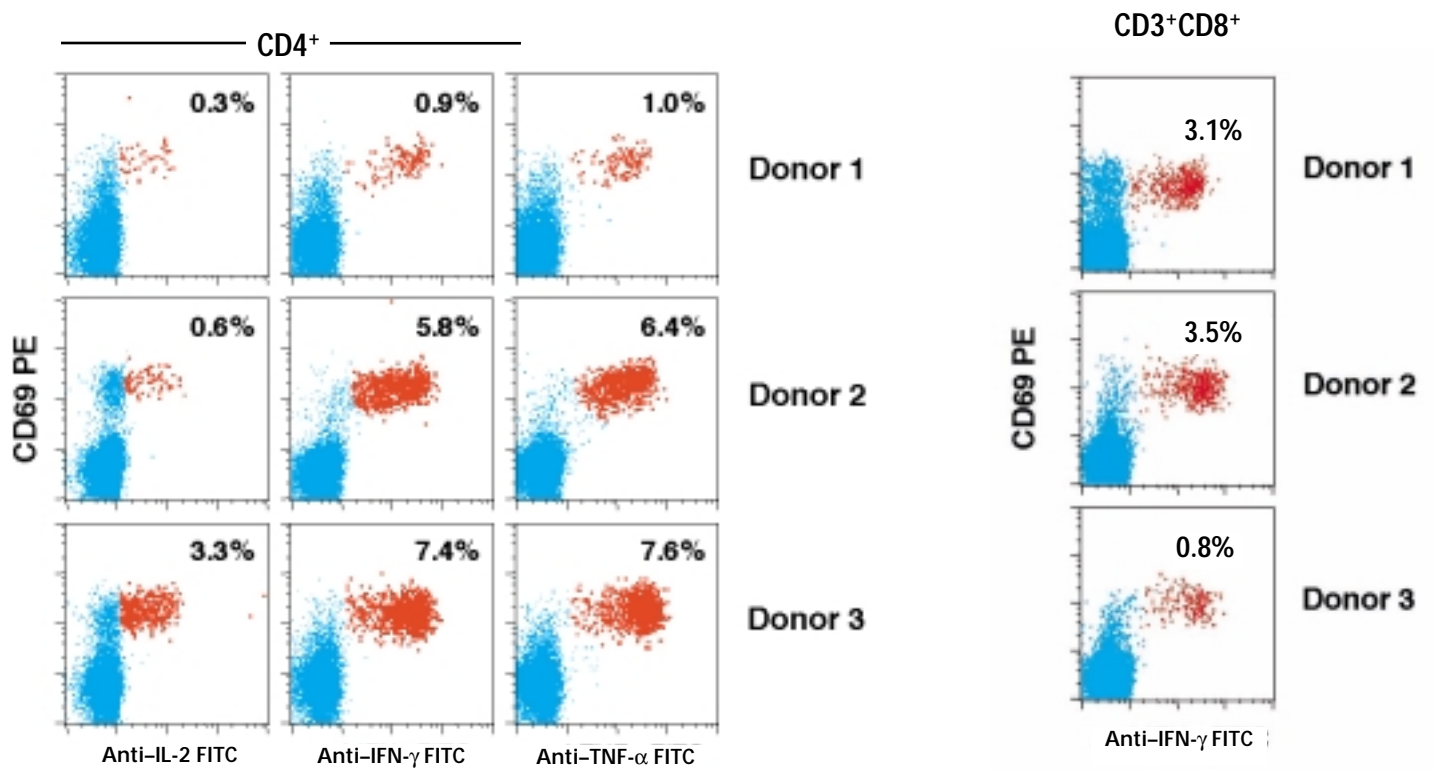 CD4⁺
CD3⁺CD8⁺
0.3%
0.9%
1.0%
Donor 1
3.1%
Donor 1
0.6%
5.8%
6.4%
Donor 2
3.5%
Donor 2
3.3%
7.4%
7.6%
Donor 3
0.8%
Donor 3
CD69 PE
CD69 PE
Anti–IL-2 FITC
Anti–IFN-γ FITC
Anti–TNF-α FITC
Anti–IFN-γ FITC